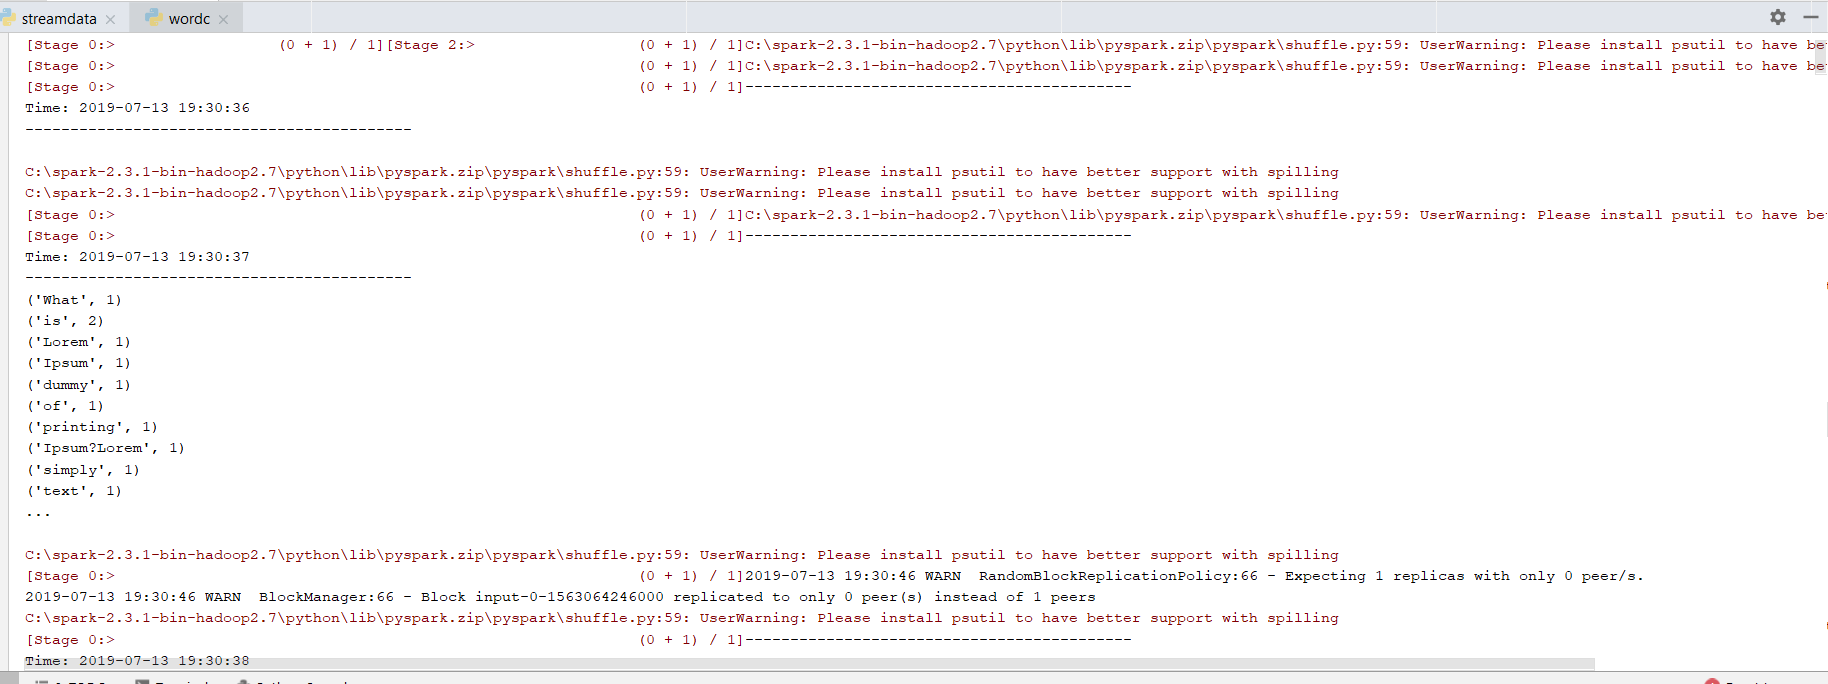 streamdata wordc
[Stage 0:> (0 + 1) / 1][Stage 2:> (0 + 1) / 1]C:\spark-2.3.1-bin-hadoop2.7\python\lib\pyspark.zip\pyspark\shuffle.py:59: UserWarning: Please install psutil to have
[Stage 0:> (0 + 1) / 1]C:\spark-2.3.1-bin-hadoop2.7\python\lib\pyspark.zip\pyspark\shuffle.py:59: UserWarning: Please install psutil to have
[Stage 0:> (0 + 1) / 1]-------------------------------------------
Time: 2019-07-13 19:30:36
-------------------------------------------
C:\spark-2.3.1-bin-hadoop2.7\python\lib\pyspark.zip\pyspark\shuffle.py:59: UserWarning: Please install psutil to have better support with spilling
C:\spark-2.3.1-bin-hadoop2.7\python\lib\pyspark.zip\pyspark\shuffle.py:59: UserWarning: Please install psutil to have better support with spilling
[Stage 0:> (0 + 1) / 1]C:\spark-2.3.1-bin-hadoop2.7\python\lib\pyspark.zip\pyspark\shuffle.py:59: UserWarning: Please install psutil to have
[Stage 0:> (0 + 1) / 1]-------------------------------------------
Time: 2019-07-13 19:30:37
-------------------------------------------
('What', 1)
('is', 2)
('Lorem', 1)
('Ipsum', 1)
('dummy', 1)
('of', 1)
('printing', 1)
('Ipsum?Lorem', 1)
('simply', 1)
('text', 1)
...
C:\spark-2.3.1-bin-hadoop2.7\python\lib\pyspark.zip\pyspark\shuffle.py:59: UserWarning: Please install psutil to have better support with spilling
[Stage 0:> (0 + 1) / 1]2019-07-13 19:30:46 WARN  RandomBlockReplicationPolicy:66 - Expecting 1 replicas with only 0 peer/s.
2019-07-13 19:30:46 WARN  BlockManager:66 - Block input-0-1563064246000 replicated to only 0 peer(s) instead of 1 peers
C:\spark-2.3.1-bin-hadoop2.7\python\lib\pyspark.zip\pyspark\shuffle.py:59: UserWarning: Please install psutil to have better support with spilling
[Stage 0:> (0 + 1) / 1]-------------------------------------------
Time: 2019-07-13 19:30:38